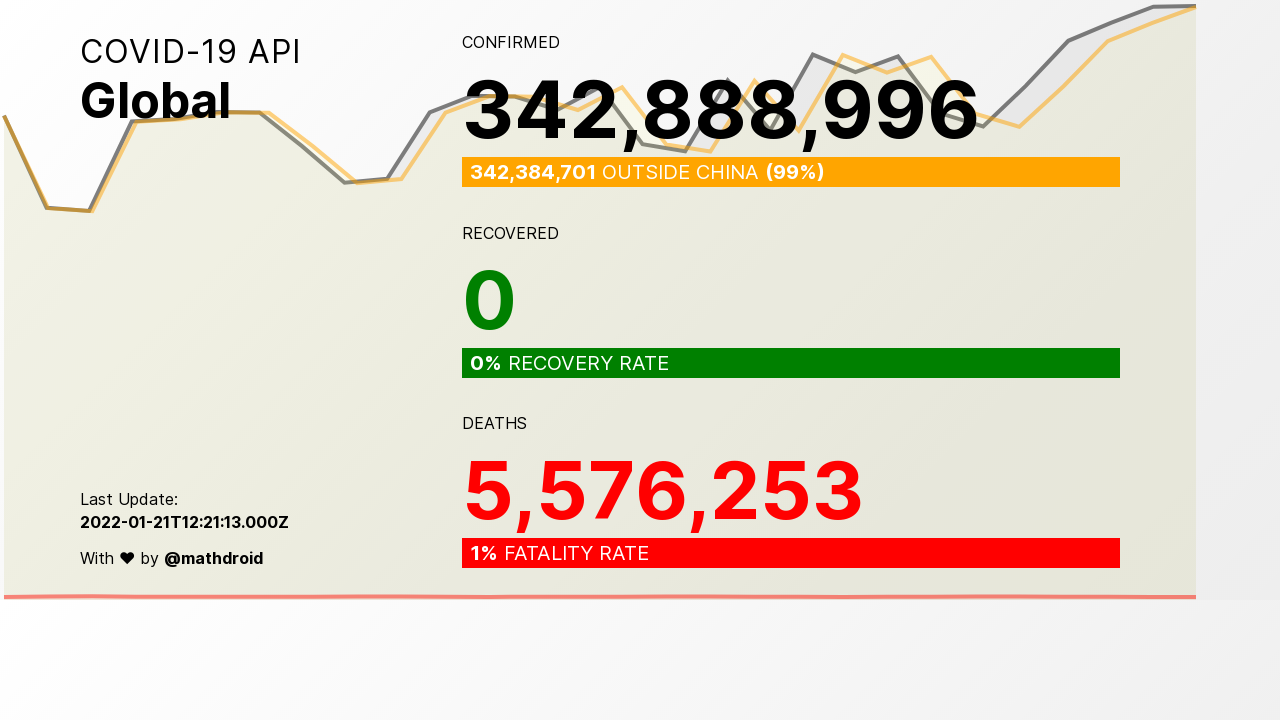 COVID-19 API
Global
CONFIRMED
342,888,996
342,384,701 OUTSIDE CHINA (99%)
RECOVERED
0
0% RECOVERY RATE
DEATHS
5,576,253
1% FATALITY RATE
Last Update:
2022-01-21T12:21:13.000Z
With ❤ by @mathdroid